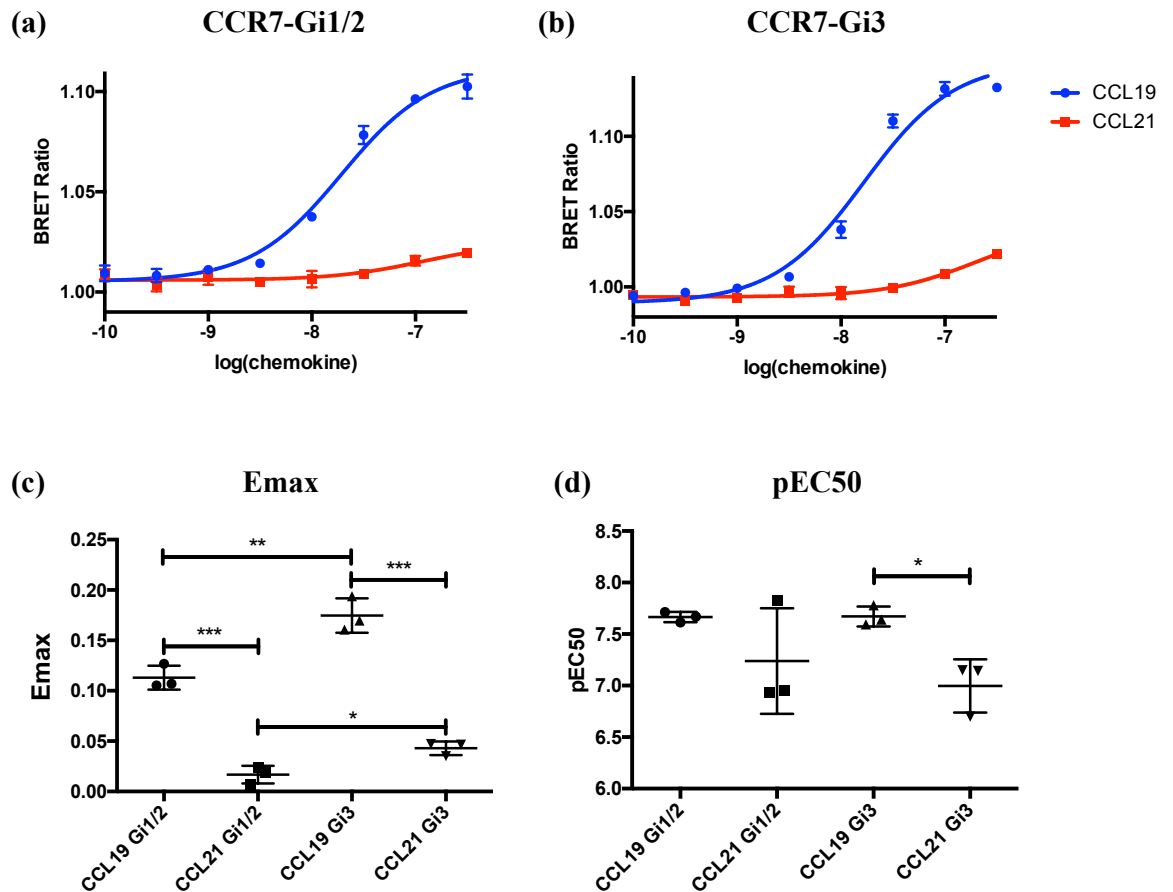 (a) CCR7-Gi1/2
BRET Ratio
1.10
1.05
1.00
-10 -9 -8 -7
log(chemokine)
(b) CCR7-Gi3
BRET Ratio
1.10
1.05
1.00
-10 -9 -8 -7
log(chemokine)
CCL19
CCL21
(c) Emax
Emax
0.25
0.20
0.15
0.10
0.05
0.00
**
***
***
*
CCL19 Gi1/2
CCL21 Gi1/2
CCL19 Gi3
CCL21 Gi3
(d) pEC50
pEC50
8.5
8.0
7.5
7.0
6.5
6.0
*
CCL19 Gi1/2
CCL21 Gi1/2
CCL19 Gi3
CCL21 Gi3